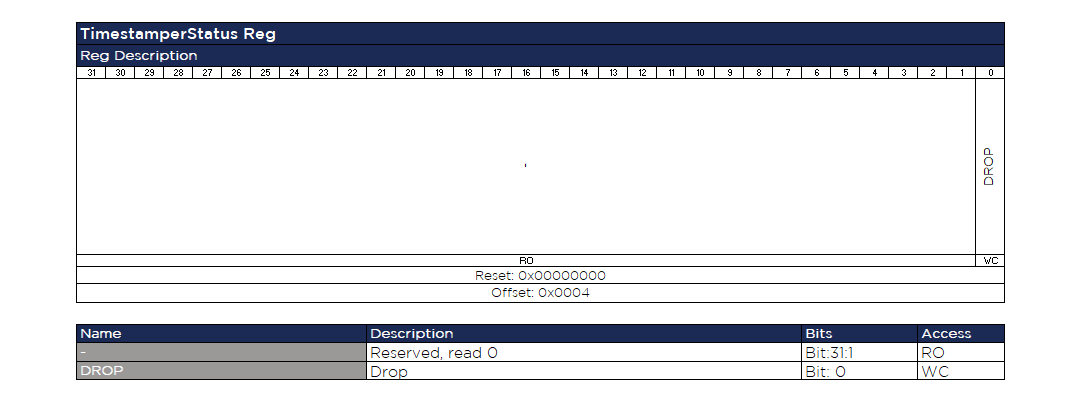 TimestamperStatus Reg
Reg Description
31 30 29 28 27 26 25 24 23 22 21 20 19 18 17 16 15 14 13 12 11 10 9 8 7 6 5 4 3 2 1 0
- DROP
RO WC
Reset: 0x00000000
Offset: 0x0004
Name Description Bits Access
- Reserved, read 0 Bit:31:1 RO
DROP Drop Bit: 0 WC